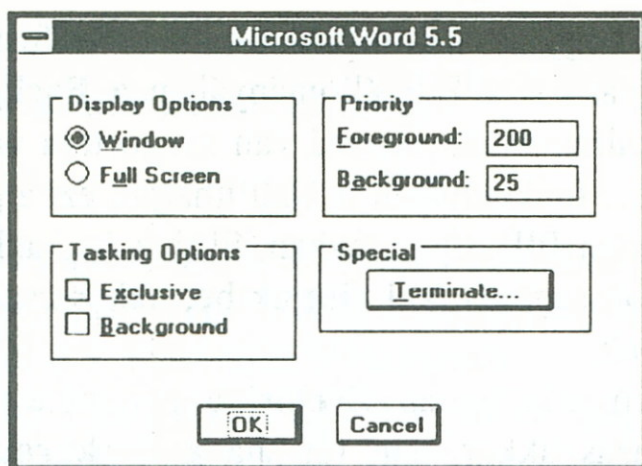 Microsoft Word 5.5
Display Options
Window
Full Screen
Priority
Foreground: 200
Background: 25
Tasking Options
Exclusive
Background
Special
Terminate...
OK
Cancel